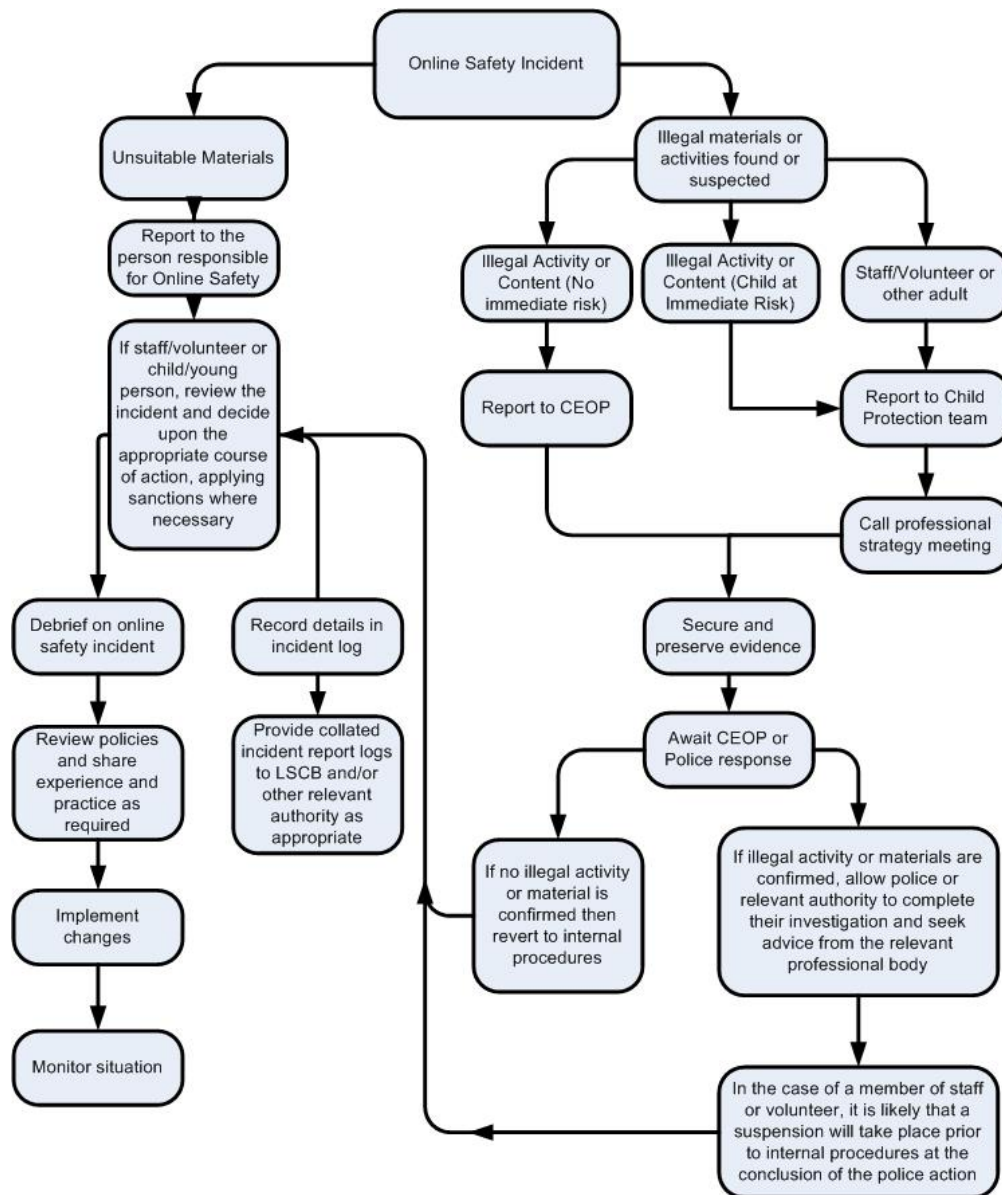 Online Safety Incident
Unsuitable Materials
Illegal materials or
activities found or
suspected
Report to the
person responsible
for Online Safety
Illegal Activity or
Content (No
immediate risk)
Illegal Activity or
Content (Child at
Immediate Risk)
Staff/Volunteer or
other adult
If staff/volunteer or
child/young
person, review the
incident and decide
upon the
appropriate course
of action, applying
sanctions where
necessary
Report to CEOP
Report to Child
Protection team
Call professional
strategy meeting
Debrief on online
safety incident
Record details in
incident log
Secure and
preserve evidence
Review policies
and share
experience and
practice as
required
Provide collated
incident report logs
to LSCB and/or
other relevant
authority as
appropriate
Await CEOP or
Police response
If no illegal activity
or material is
confirmed then
revert to internal
procedures
If illegal activity or materials are
confirmed, allow police or
relevant authority to complete
their investigation and seek
advice from the relevant
professional body
Implement
changes
Monitor situation
In the case of a member of staff
or volunteer, it is likely that a
suspension will take place prior
to internal procedures at the
conclusion of the police action